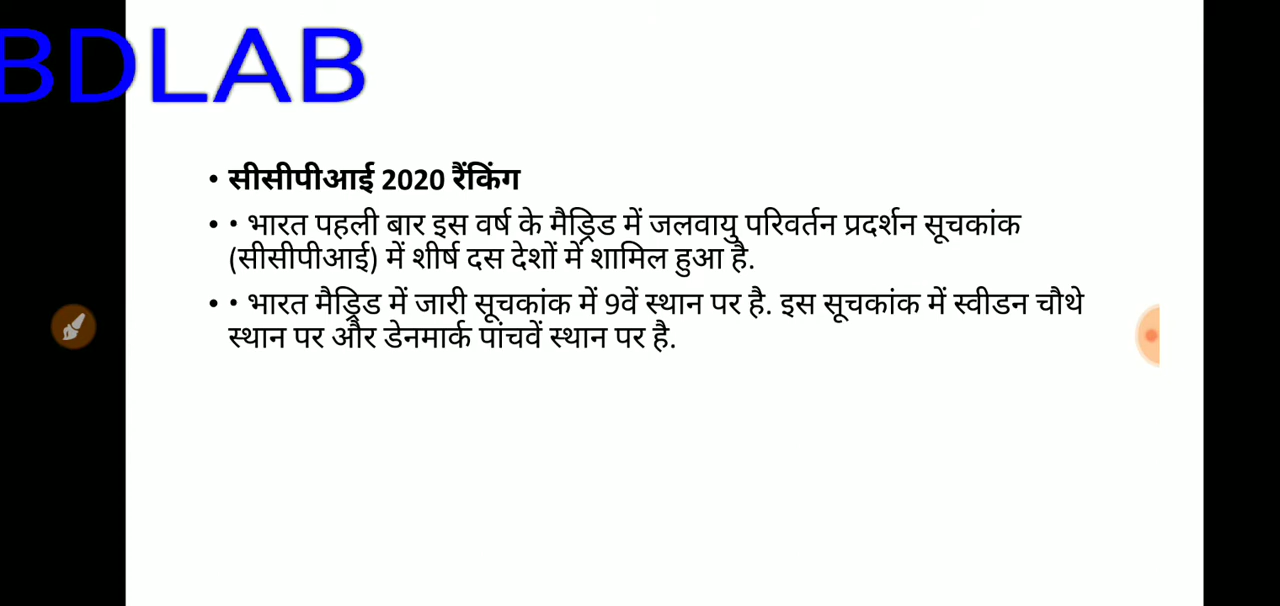 BDLAB
• सीसीपीआई 2020 रैंकिंग
• • भारत पहली बार इस वर्ष के मैड्रिड में जलवायु परिवर्तन प्रदर्शन सूचकांक
(सीसीपीआई) में शीर्ष दस देशों में शामिल हुआ है.
• • भारत मैड्रिड में जारी सूचकांक में 9वें स्थान पर है. इस सूचकांक में स्वीडन चौथे
स्थान पर और डेनमार्क पांचवें स्थान पर है.